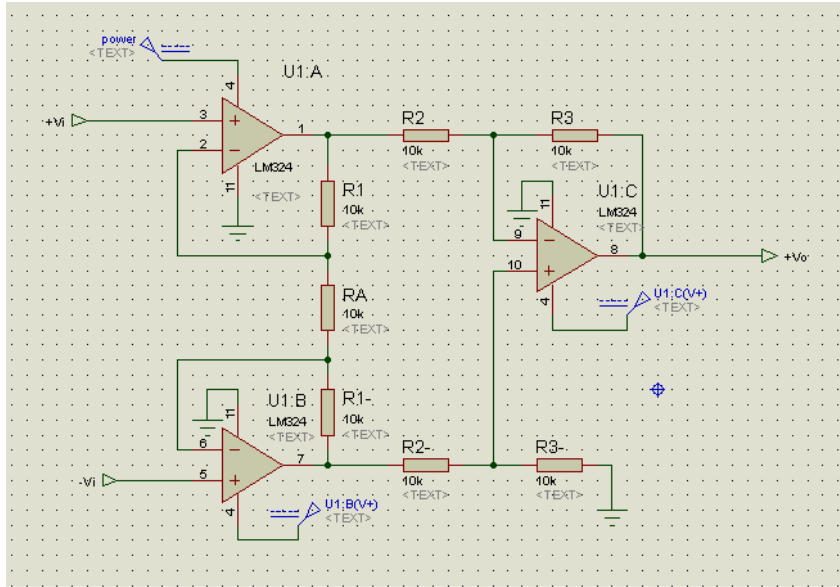 power
<TEXT>
U1:A
4
+Vi
3
1
2
LM324
11
<TEXT>
R2
10k
<TEXT>
R3
10k
<TEXT>
R1
10k
<TEXT>
U1:C
LM324
<TEXT>
11
9
10
8
+Vo
4
U1:C(V+)
<TEXT>
RA
10k
<TEXT>
U1:B
LM324
<TEXT>
11
6
5
7
-Vi
4
U1:B(V+)
<TEXT>
R1-
10k
<TEXT>
R2-
10k
<TEXT>
R3-
10k
<TEXT>